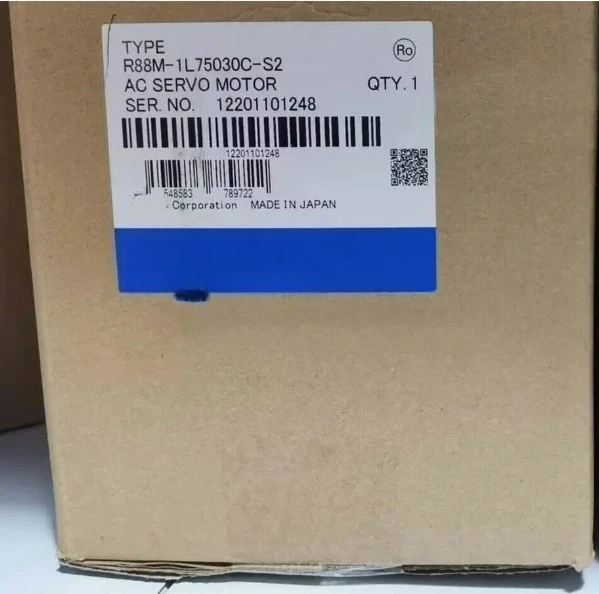 TYPE
Ro
R88M-1L75030C-S2
AC SERVO MOTOR QTY. 1
SER. NO. 12201101248
12201101248
548583 789722
Corporation MADE IN JAPAN